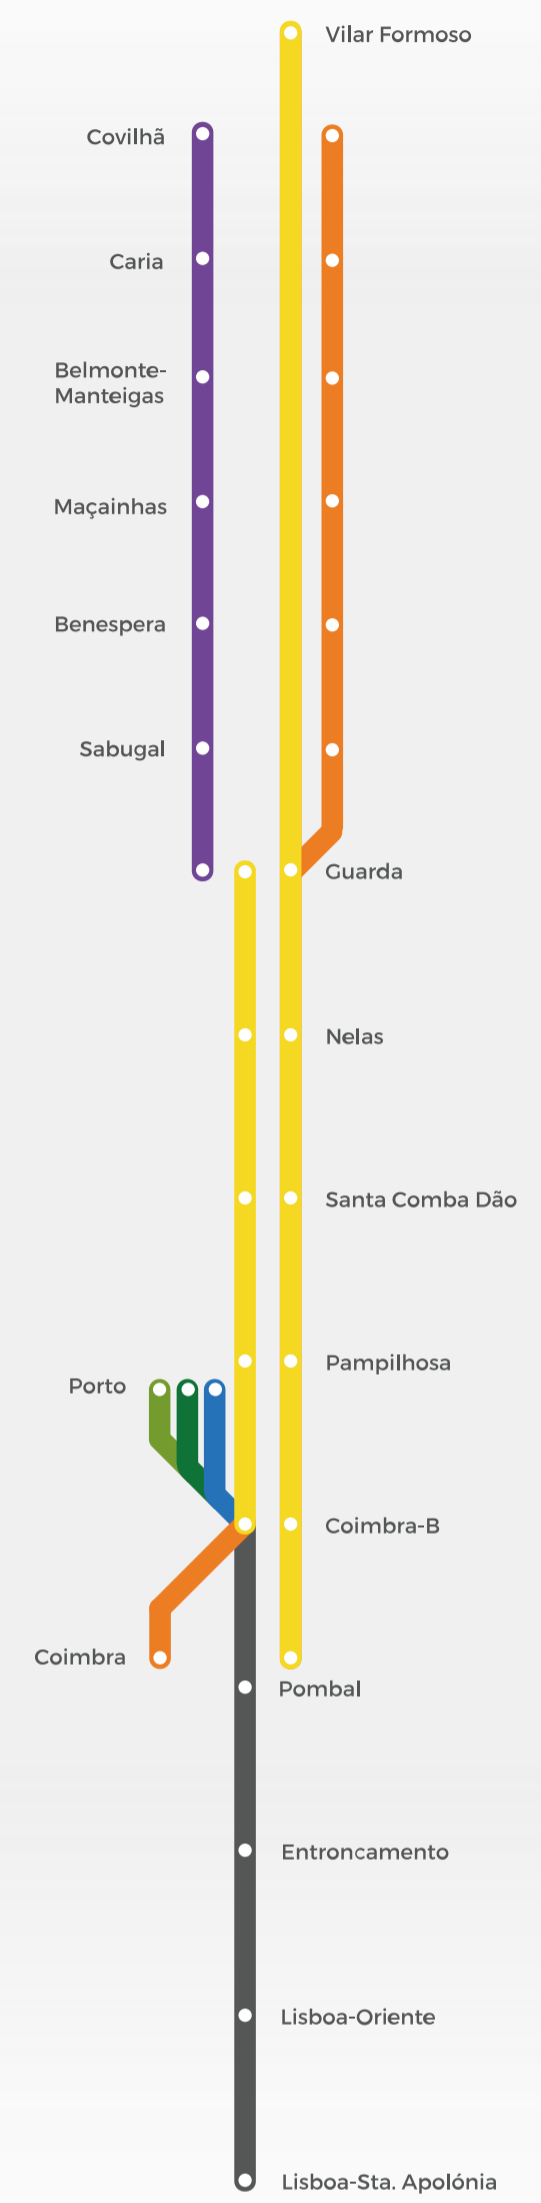 Vilar Formoso
Covilhã
Caria
Belmonte-
Manteigas
Maçainhas
Benespera
Sabugal
Guarda
Nelas
Santa Comba Dão
Pampilhosa
Porto
Coimbra-B
Coimbra
Pombal
Entroncamento
Lisboa-Oriente
Lisboa-Sta. Apolónia